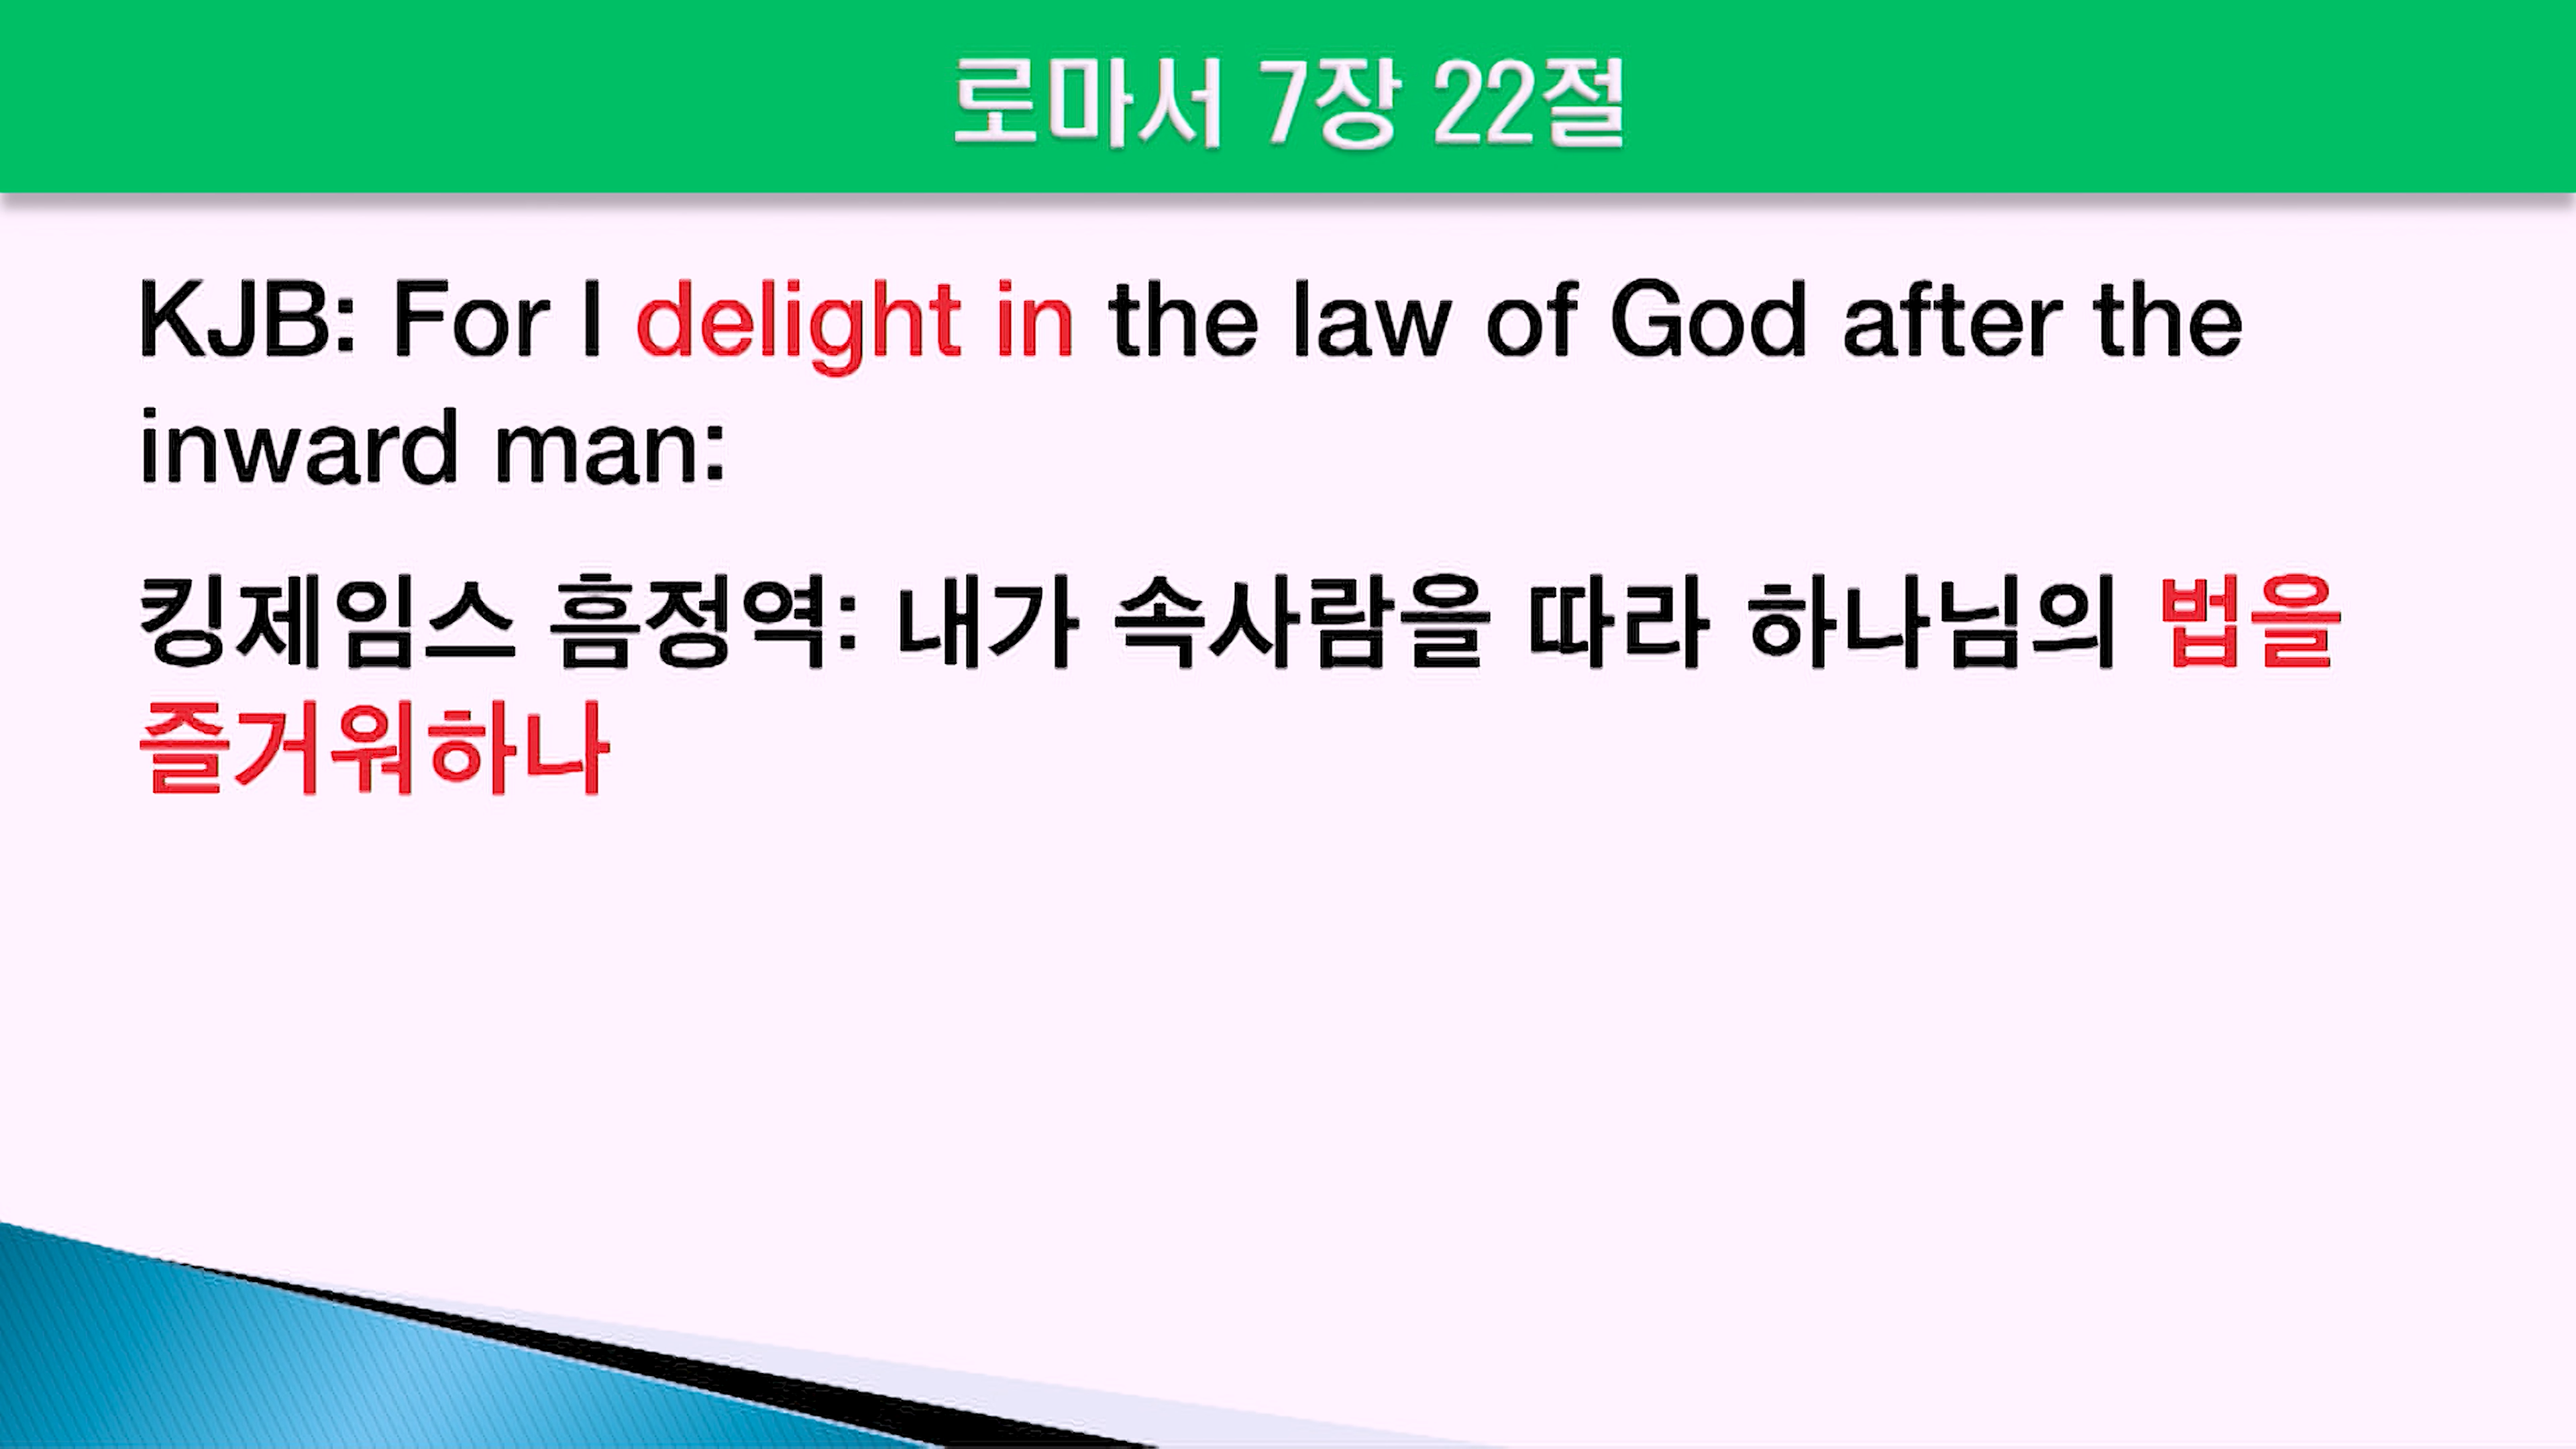 로마서 7장 22절
KJB: For I delight in the law of God after the
inward man:
킹제임스 흠정역: 내가 속사람을 따라 하나님의 법을
즐거워하나